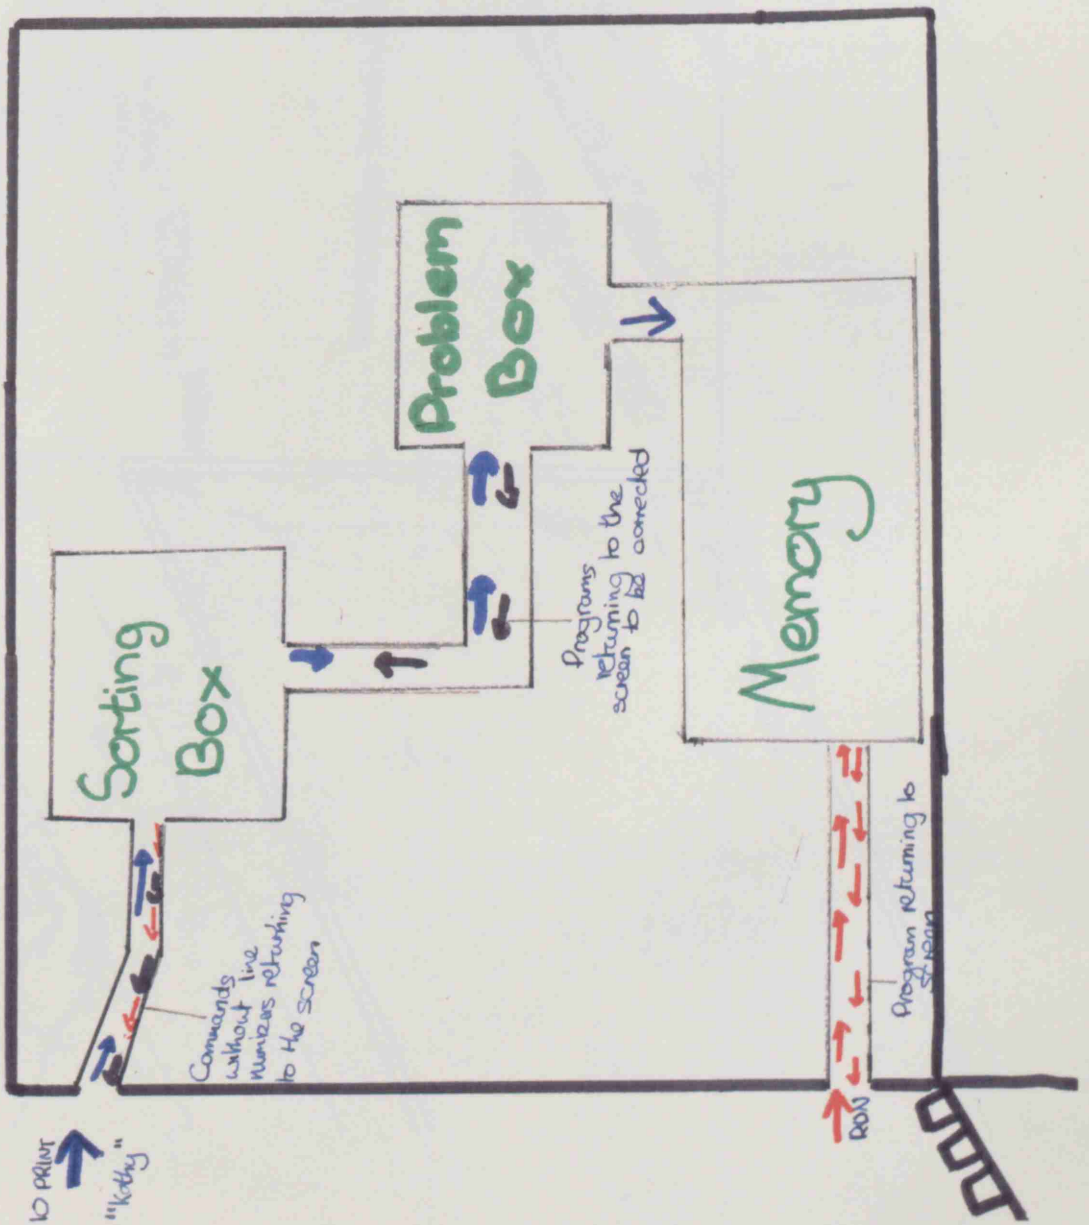 10 PRINT
"Kathy"
Sorting
Box
Commands
without line
numbers returning
to the screen
Problem
Box
Programs
returning to the
screen to be corrected
Memory
RUN
Program returning to
screen